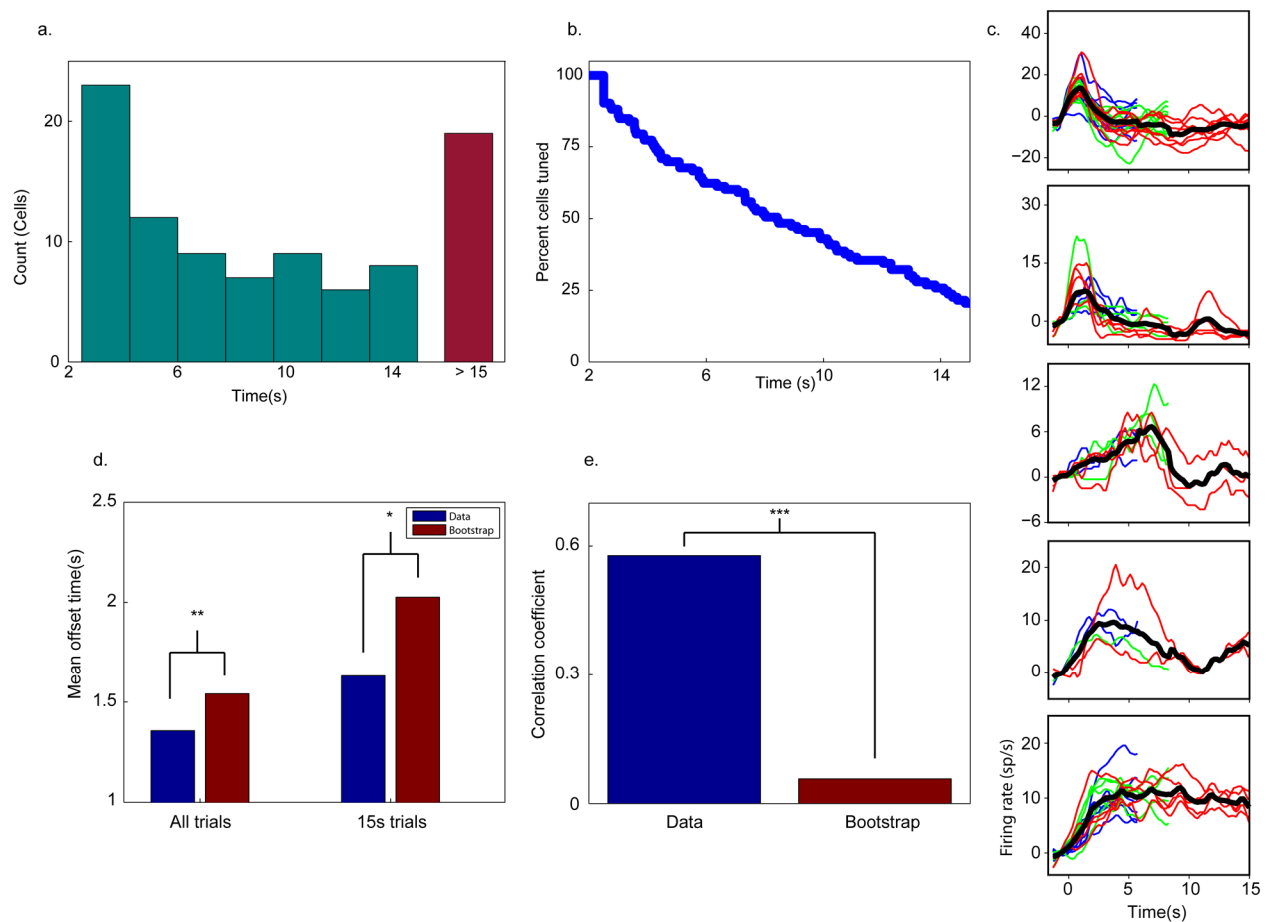 a.
Count (Cells)
20
10
0
2
6
10
14
> 15
Time(s)
b.
Percent cells tuned
100
75
50
25
0
2
6
10
14
Time (s)
c.
40
20
0
−20
30
15
0
12
6
0
−6
20
10
0
20
10
0
Firing rate (sp/s)
0
5
10
15
Time(s)
d.
Mean offset time(s)
2.5
2
1.5
1
**
*
Data
Bootstrap
All trials
15s trials
e.
Correlation coefficient
0.6
0.3
0
***
Data
Bootstrap